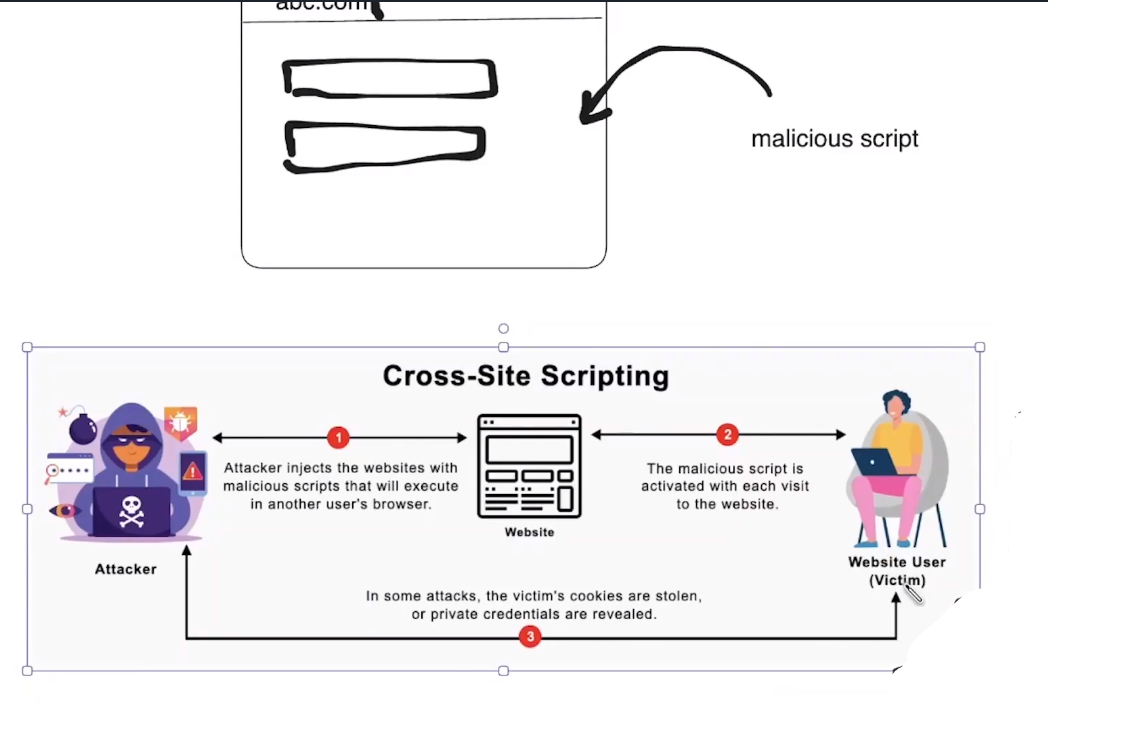 abc.com
malicious script
Cross-Site Scripting
1
Attacker injects the websites with
malicious scripts that will execute
in another user's browser.
Website
2
The malicious script is
activated with each visit
to the website.
Attacker
Website User
(Victim)
In some attacks, the victim's cookies are stolen,
or private credentials are revealed.
3